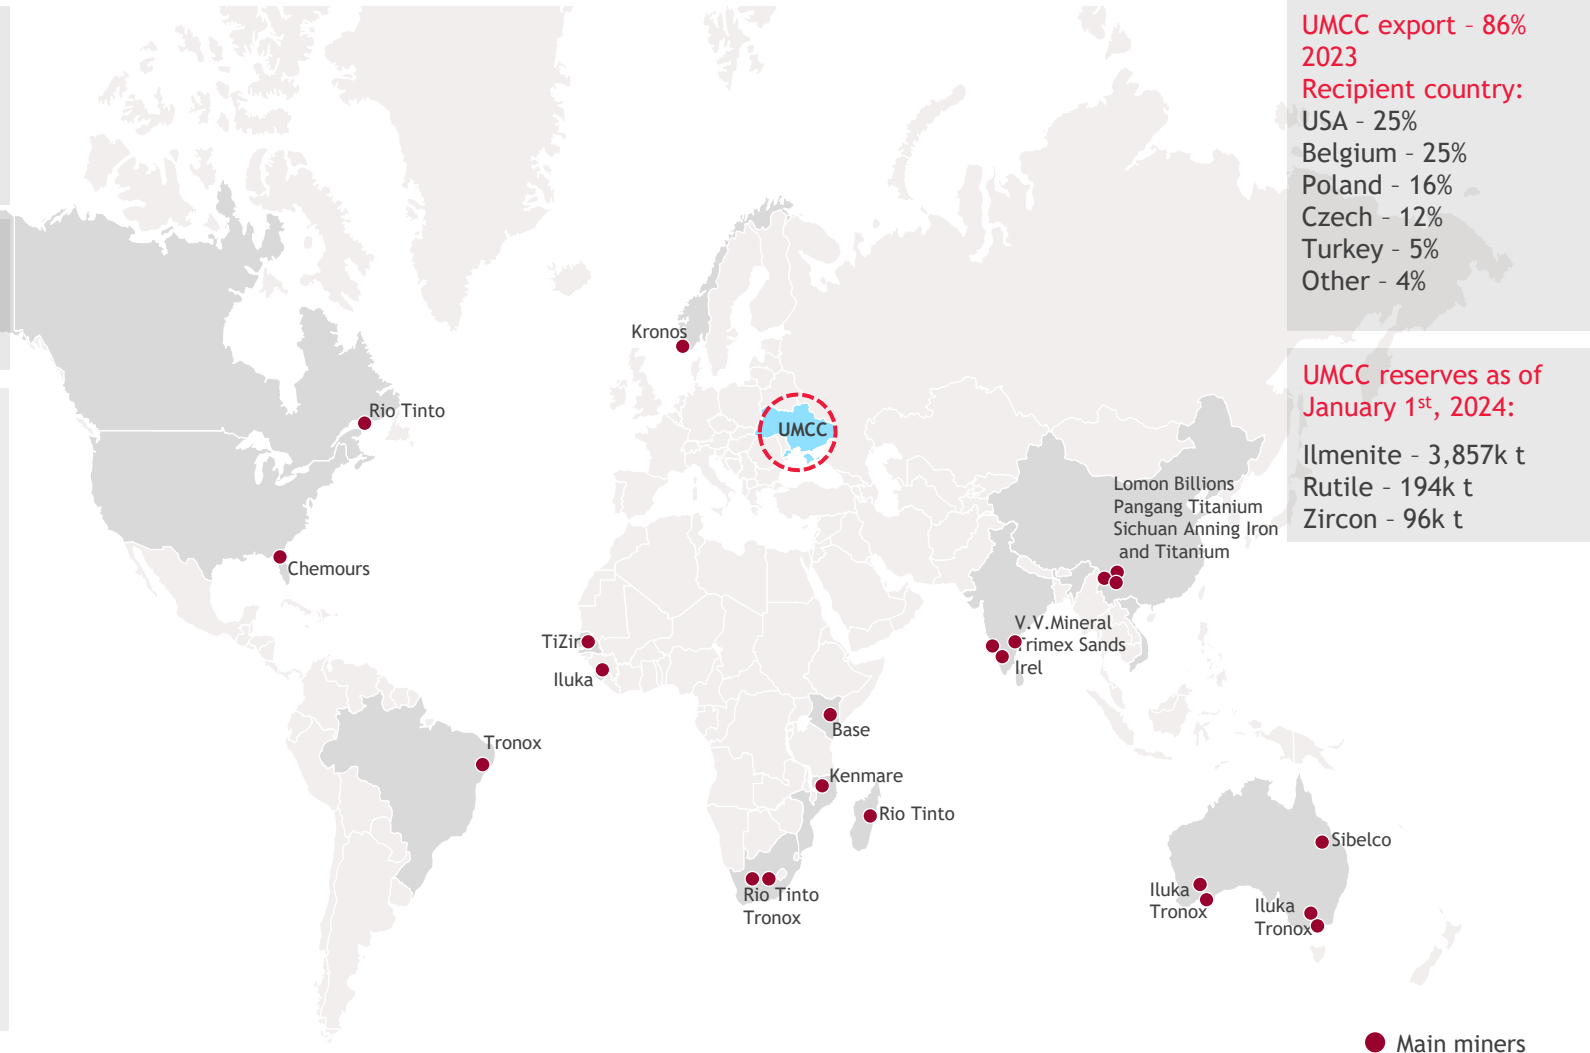 UMCC export – 86%
2023
Recipient country:
USA – 25%
Belgium – 25%
Poland – 16%
Czech – 12%
Turkey – 5%
Other – 4%
UMCC reserves as of
January 1st, 2024:
Ilmenite – 3,857k t
Rutile – 194k t
Zircon – 96k t
Kronos
Rio Tinto
UMCC
Lomon Billions
Pangang Titanium
Sichuan Anning Iron
and Titanium
Chemours
TiZir
Iluka
V.V.Mineral
Trimex Sands
Irel
Base
Tronox
Kenmare
Rio Tinto
Sibelco
Rio Tinto
Tronox
Iluka
Tronox
Iluka
Tronox
Main miners